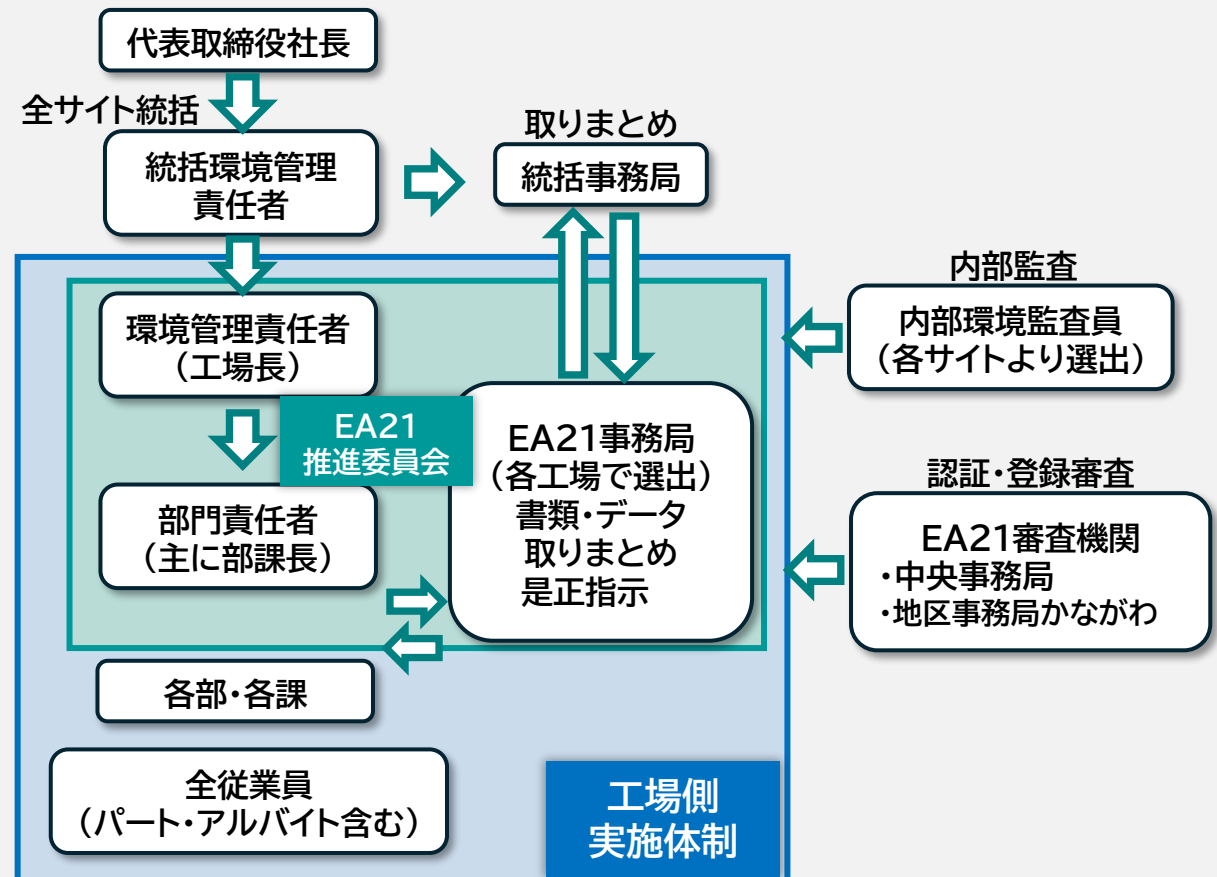 代表取締役社長
全サイト統括
統括環境管理
責任者
取りまとめ
統括事務局
環境管理責任者
（工場長）
EA21
推進委員会
部門責任者
（主に部課長）
EA21事務局
（各工場で選出）
書類・データ
取りまとめ
是正指示
各部・各課
全従業員
（パート・アルバイト含む）
工場側
実施体制
内部監査
内部環境監査員
（各サイトより選出）
認証・登録審査
EA21審査機関
・中央事務局
・地区事務局かながわ